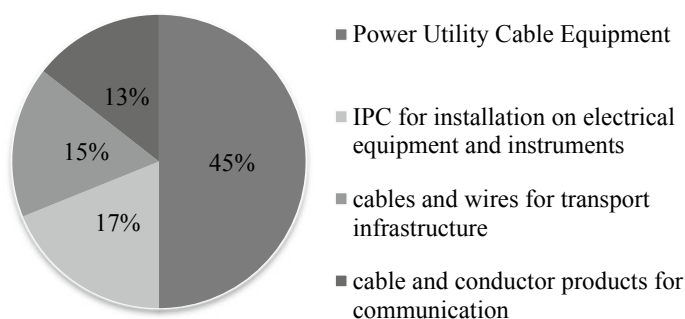 13%
15%
17%
45%
Power Utility Cable Equipment
IPC for installation on electrical
equipment and instruments
cables and wires for transport
infrastructure
cable and conductor products for
communication